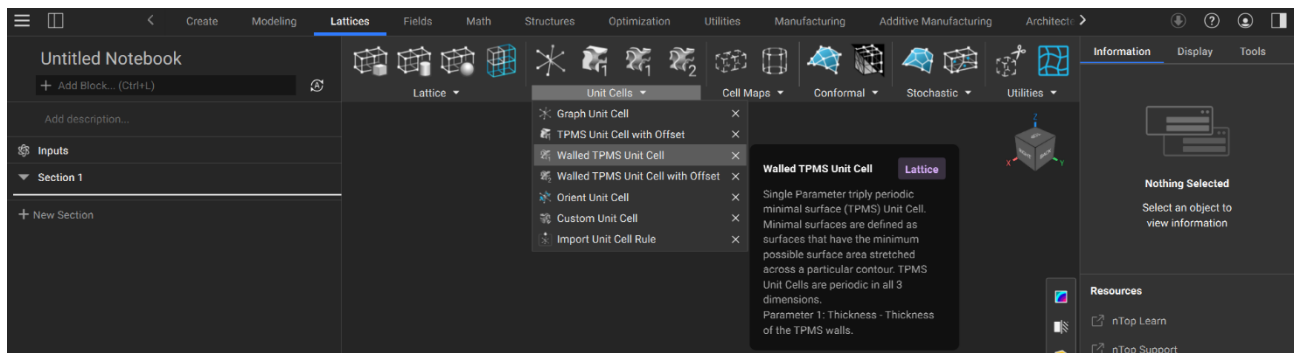 Create Modeling Lattices Fields Math Structures Optimization Utilities Manufacturing Additive Manufacturing
Untitled Notebook
Add Block... (Ctrl+L)
Add description...
Inputs
Section 1
New Section
Lattice Unit Cells Cell Maps Conformal Stochastic Utilities
Graph Unit Cell
TPMS Unit Cell with Offset
Walled TPMS Unit Cell
Walled TPMS Unit Cell with Offset
Orient Unit Cell
Custom Unit Cell
Import Unit Cell Rule
Walled TPMS Unit Cell Lattice
Single Parameter triply periodic
minimal surface (TPMS) Unit Cell.
Minimal surfaces are defined as
surfaces that have the minimum
possible surface area stretched
across a particular contour. TPMS
Unit Cells are periodic in all 3
dimensions.
Parameter 1: Thickness - Thickness
of the TPMS walls.
Information Display Tools
Nothing Selected
Select an object to
view information
Resources
nTop Learn
nTop Support